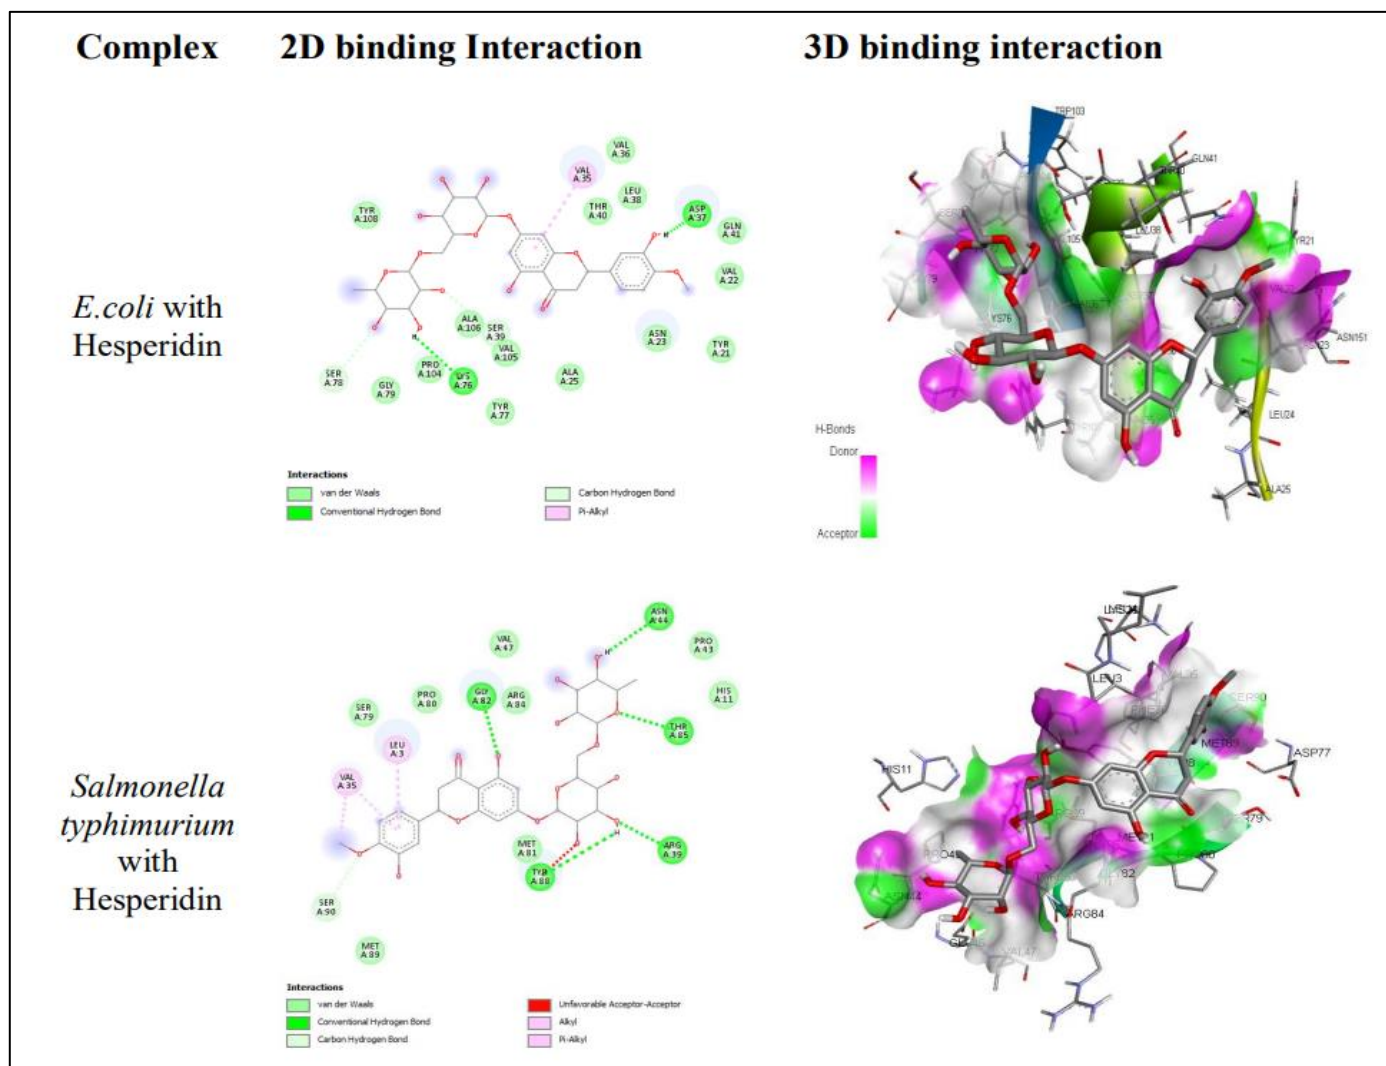 Complex 2D binding Interaction 3D binding interaction
E.coli with
Hesperidin
VAL
A:36
VAL
A:35
LEU
A:38
TYR
A:108
THR
A:40
ASP
A:37
GLN
A:41
VAL
A:22
ALA
A:106
SER
A:39
VAL
A:105
ASN
A:23
TYR
A:21
PRO
A:104
LYS
A:76
ALA
A:25
SER
A:78
GLY
A:79
TYR
A:77
H
H
Interactions
van der Waals
Conventional Hydrogen Bond
Carbon Hydrogen Bond
Pi-Alkyl
TRP103
GLN41
LEU38
YR21
YS76
ASN151
LEU24
ALA25
H-Bonds
Donor
Acceptor
Salmonella
typhimurium
with
Hesperidin
ASN
A:44
VAL
A:47
PRO
A:43
PRO
A:80
GLY
A:82
ARG
A:84
HIS
A:11
SER
A:79
LEU
A:3
THR
A:85
VAL
A:35
MET
A:81
TYR
A:88
ARG
A:39
SER
A:90
MET
A:89
H
H
Interactions
van der Waals
Conventional Hydrogen Bond
Carbon Hydrogen Bond
Unfavorable Acceptor-Acceptor
Alkyl
Pi-Alkyl
LEU3
SER90
HIS11
ASP77
ARG84
VAL47